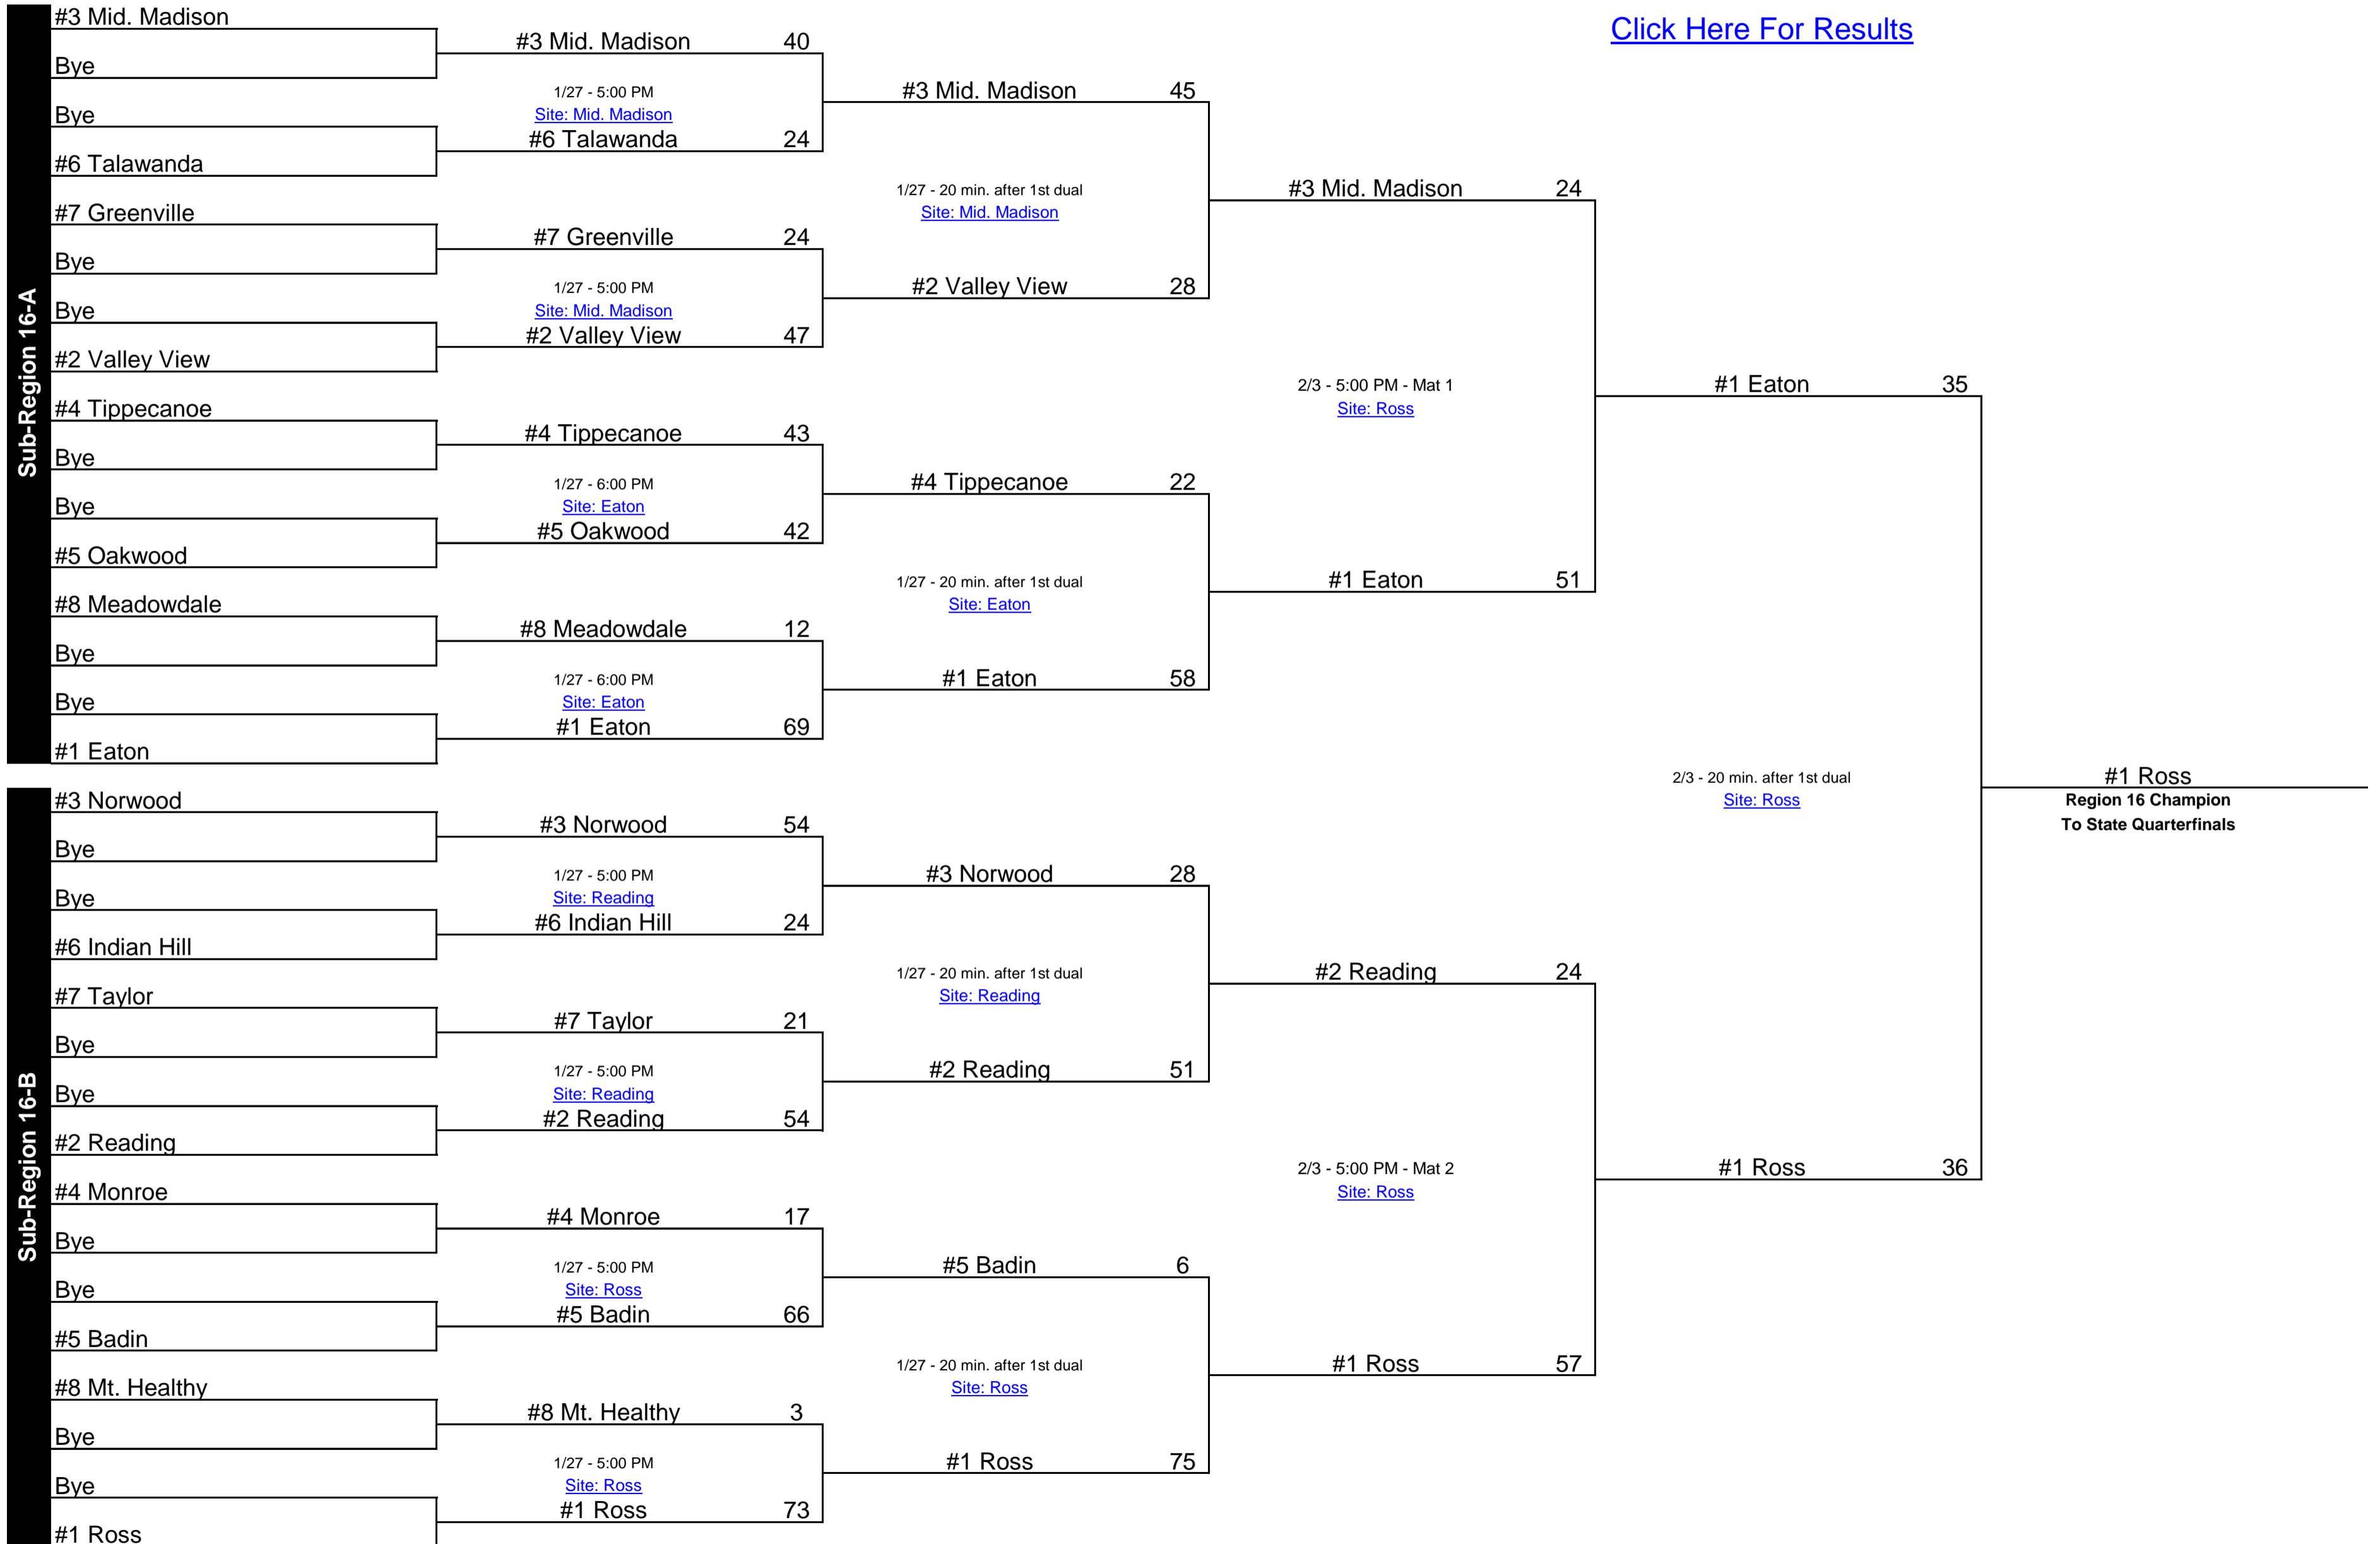 Click Here For Results
Sub-Region 16-A
#3 Mid. Madison
Bye
Bye
#6 Talawanda
#7 Greenville
Bye
Bye
#2 Valley View
#4 Tippecanoe
Bye
Bye
#5 Oakwood
#8 Meadowdale
Bye
Bye
#1 Eaton
#3 Mid. Madison 40
1/27 - 5:00 PM
Site: Mid. Madison
#6 Talawanda 24
#7 Greenville 24
1/27 - 5:00 PM
Site: Mid. Madison
#2 Valley View 47
#4 Tippecanoe 43
1/27 - 6:00 PM
Site: Eaton
#5 Oakwood 42
#8 Meadowdale 12
1/27 - 6:00 PM
Site: Eaton
#1 Eaton 69
#3 Mid. Madison 45
1/27 - 20 min. after 1st dual
Site: Mid. Madison
#2 Valley View 28
#4 Tippecanoe 22
1/27 - 20 min. after 1st dual
Site: Eaton
#1 Eaton 58
#3 Mid. Madison 24
2/3 - 5:00 PM - Mat 1
Site: Ross
#1 Eaton 51
Sub-Region 16-B
#3 Norwood
Bye
Bye
#6 Indian Hill
#7 Taylor
Bye
Bye
#2 Reading
#4 Monroe
Bye
Bye
#5 Badin
#8 Mt. Healthy
Bye
Bye
#1 Ross
#3 Norwood 54
1/27 - 5:00 PM
Site: Reading
#6 Indian Hill 24
#7 Taylor 21
1/27 - 5:00 PM
Site: Reading
#2 Reading 54
#4 Monroe 17
1/27 - 5:00 PM
Site: Ross
#5 Badin 66
#8 Mt. Healthy 3
1/27 - 5:00 PM
Site: Ross
#1 Ross 73
#3 Norwood 28
1/27 - 20 min. after 1st dual
Site: Reading
#2 Reading 51
#5 Badin 6
1/27 - 20 min. after 1st dual
Site: Ross
#1 Ross 75
#2 Reading 24
2/3 - 5:00 PM - Mat 2
Site: Ross
#1 Ross 57
#1 Eaton 35
2/3 - 20 min. after 1st dual
Site: Ross
#1 Ross 36
#1 Ross
Region 16 Champion
To State Quarterfinals